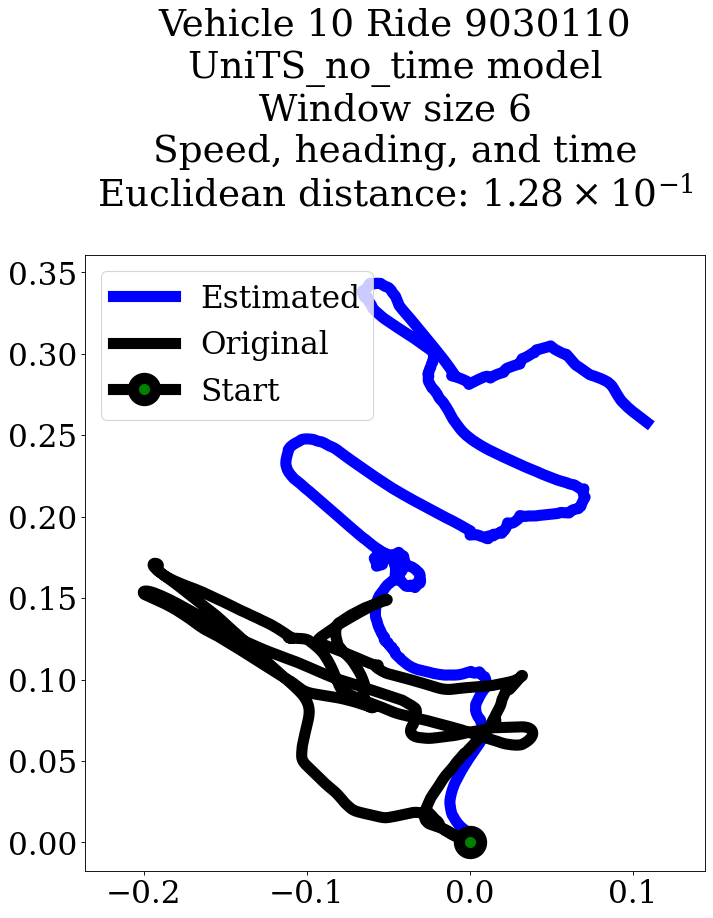 Vehicle 10 Ride 9030110
UniTS_no_time model
Window size 6
Speed, heading, and time
Euclidean distance: 1.28 × 10⁻¹
Estimated
Original
Start
0.35
0.30
0.25
0.20
0.15
0.10
0.05
0.00
−0.2 −0.1 0.0 0.1